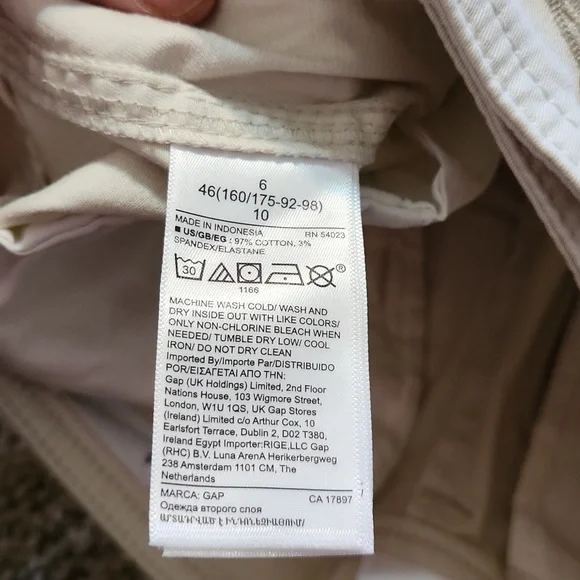 6
46(160/175-92-98)
10
MADE IN INDONESIA RN 54023
■ US/GB/EG : 97% COTTON, 3%
SPANDEX/ELASTANE
30
®
1166
MACHINE WASH COLD/ WASH AND
DRY INSIDE OUT WITH LIKE COLORS/
ONLY NON-CHLORINE BLEACH WHEN
NEEDED/ TUMBLE DRY LOW/ COOL
IRON/ DO NOT DRY CLEAN
Imported By/Importe Par/DISTRIBUIDO
POR/ΕΙΣΑΓΕΤΑΙ ΑΠΟ ΤΗΝ:
Gap (UK Holdings) Limited, 2nd Floor
Nations House, 103 Wigmore Street,
London, W1U 1QS, UK Gap Stores
(Ireland) Limited c/o Arthur Cox, 10
Earlsfort Terrace, Dublin 2, D02 T380,
Ireland Egypt Importer:RIGE,LLC Gap
(RHC) B.V. Luna ArenA Herikerbergweg
238 Amsterdam 1101 CM, The
Netherlands
MARCA: GAP CA 17897
Одежда второго слоя
ԱՐՏԱԴՐՎԱԾ Է ԻՆԴՈՆԵԶԻԱՅՈՒՄ/